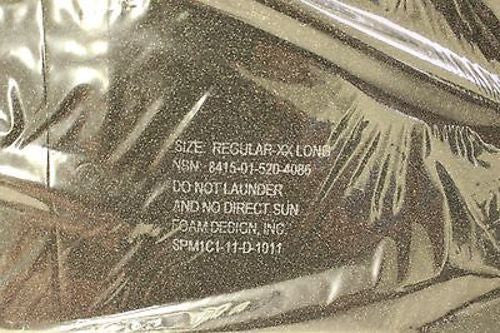 SIZE: REGULAR-XX LONG
NSN: 8415-01-520-4086
DO NOT LAUNDER
AND NO DIRECT SUN
FOAM DESIGN, INC.
SPM1C1-11-D-1011